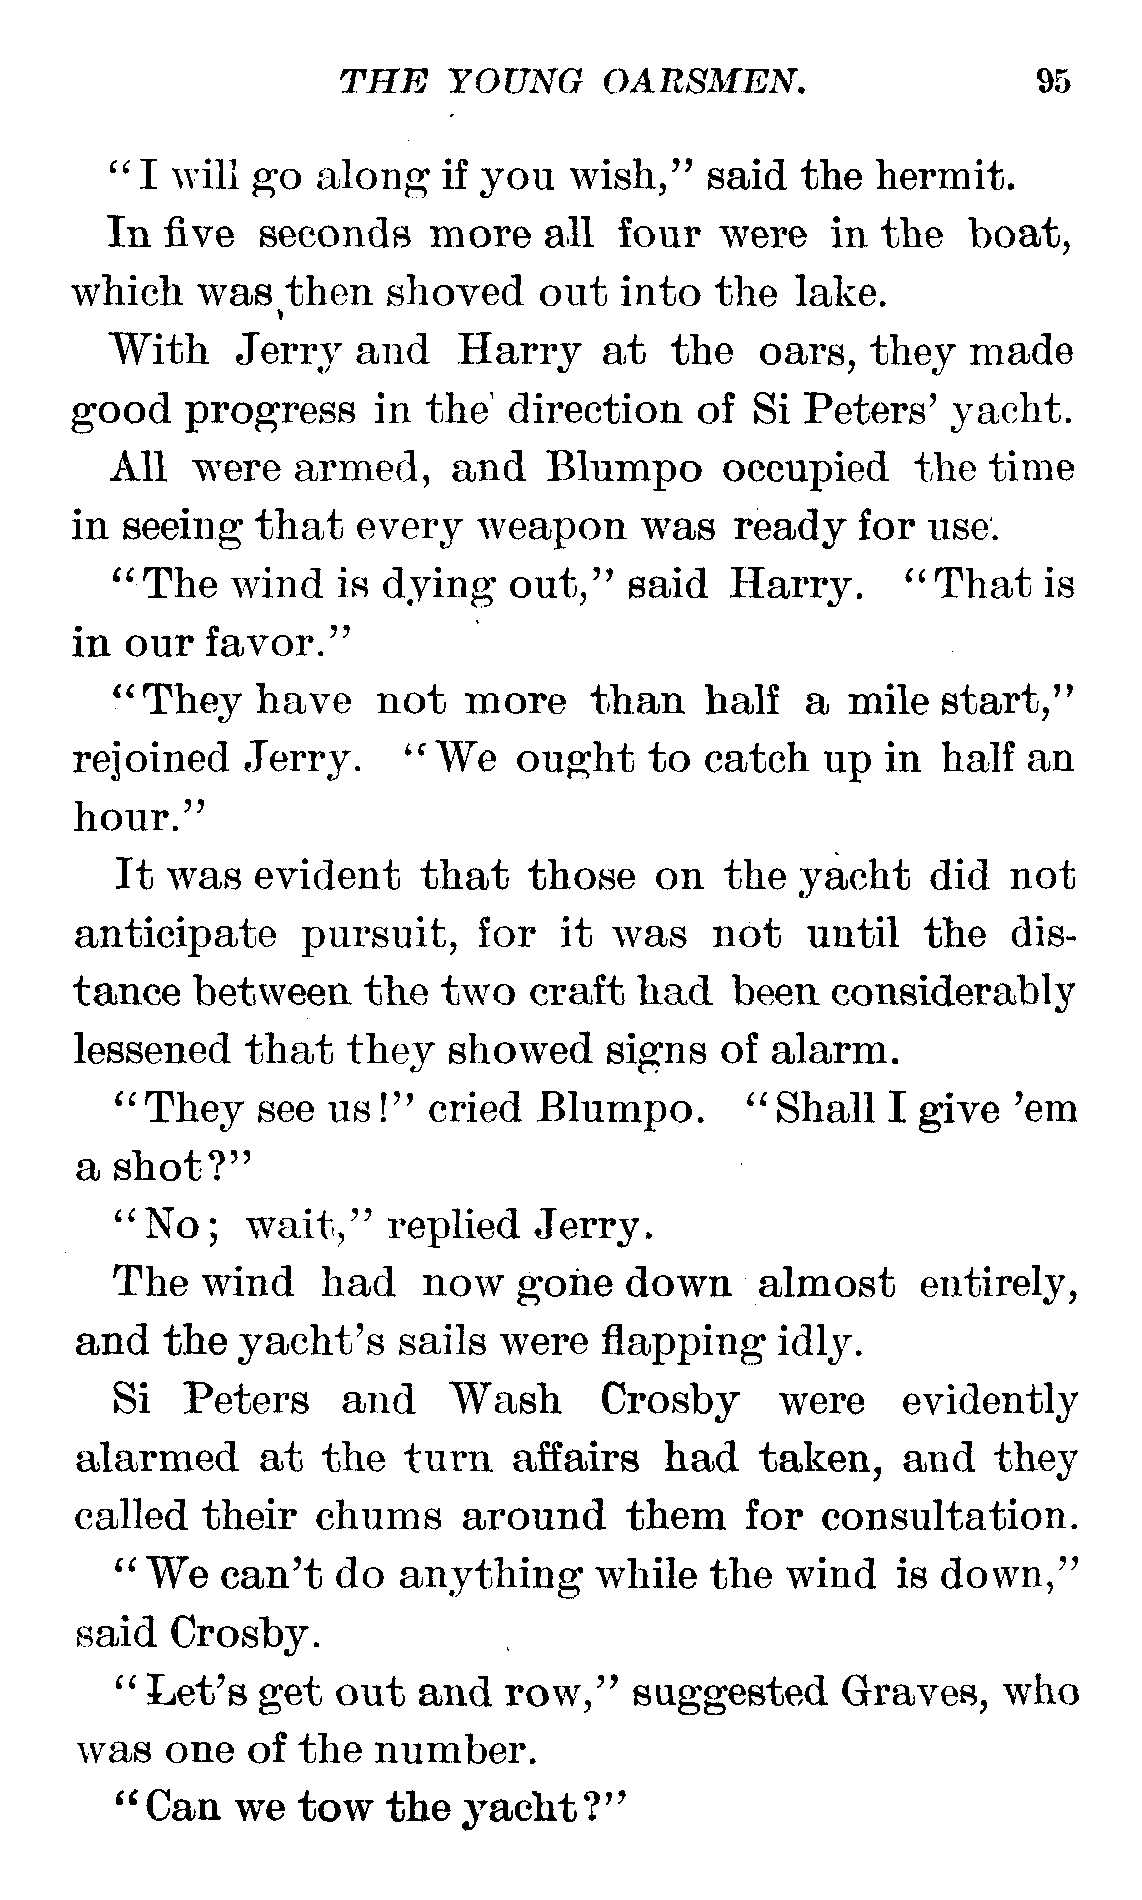 THE YOUNG OARSMEN. 95
"I will go along if you wish," said the hermit.
In five seconds more all four were in the boat,
which was then shoved out into the lake.
With Jerry and Harry at the oars, they made
good progress in the direction of Si Peters' yacht.
All were armed, and Blumpo occupied the time
in seeing that every weapon was ready for use.
"The wind is dying out," said Harry. "That is
in our favor."
"They have not more than half a mile start,"
rejoined Jerry. "We ought to catch up in half an
hour."
It was evident that those on the yacht did not
anticipate pursuit, for it was not until the dis-
tance between the two craft had been considerably
lessened that they showed signs of alarm.
"They see us!" cried Blumpo. "Shall I give 'em
a shot?"
"No; wait," replied Jerry.
The wind had now gone down almost entirely,
and the yacht's sails were flapping idly.
Si Peters and Wash Crosby were evidently
alarmed at the turn affairs had taken, and they
called their chums around them for consultation.
"We can't do anything while the wind is down,"
said Crosby.
"Let's get out and row," suggested Graves, who
was one of the number.
"Can we tow the yacht?"